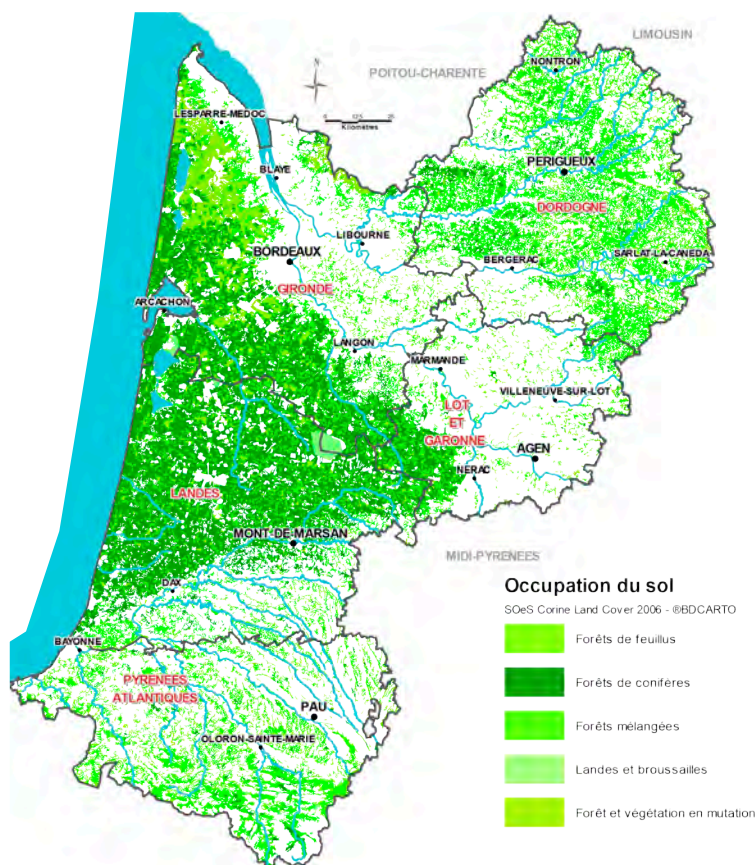 LIMOUSIN
POITOU-CHARENTE
NONTRON
LESPARRE-MEDOC
Kilomètres
BLAYE
PERIGUEUX
DORDOGNE
LIBOURNE
BORDEAUX
BERGERAC
SARLAT-LA-CANEDA
GIRONDE
ARCACHON
LANGON
MARMANDE
VILLENEUVE-SUR-LOT
LOT
ET
GARONNE
AGEN
NERAC
LANDES
MONT-DE-MARSAN
MIDI-PYRENEES
DAX
BAYONNE
PYRENEES
ATLANTIQUES
PAU
OLORON-SAINTE-MARIE
Occupation du sol
SOeS Corine Land Cover 2006 - ®BDCARTO
Forêts de feuillus
Forêts de conifères
Forêts mélangées
Landes et broussailles
Forêt et végétation en mutation